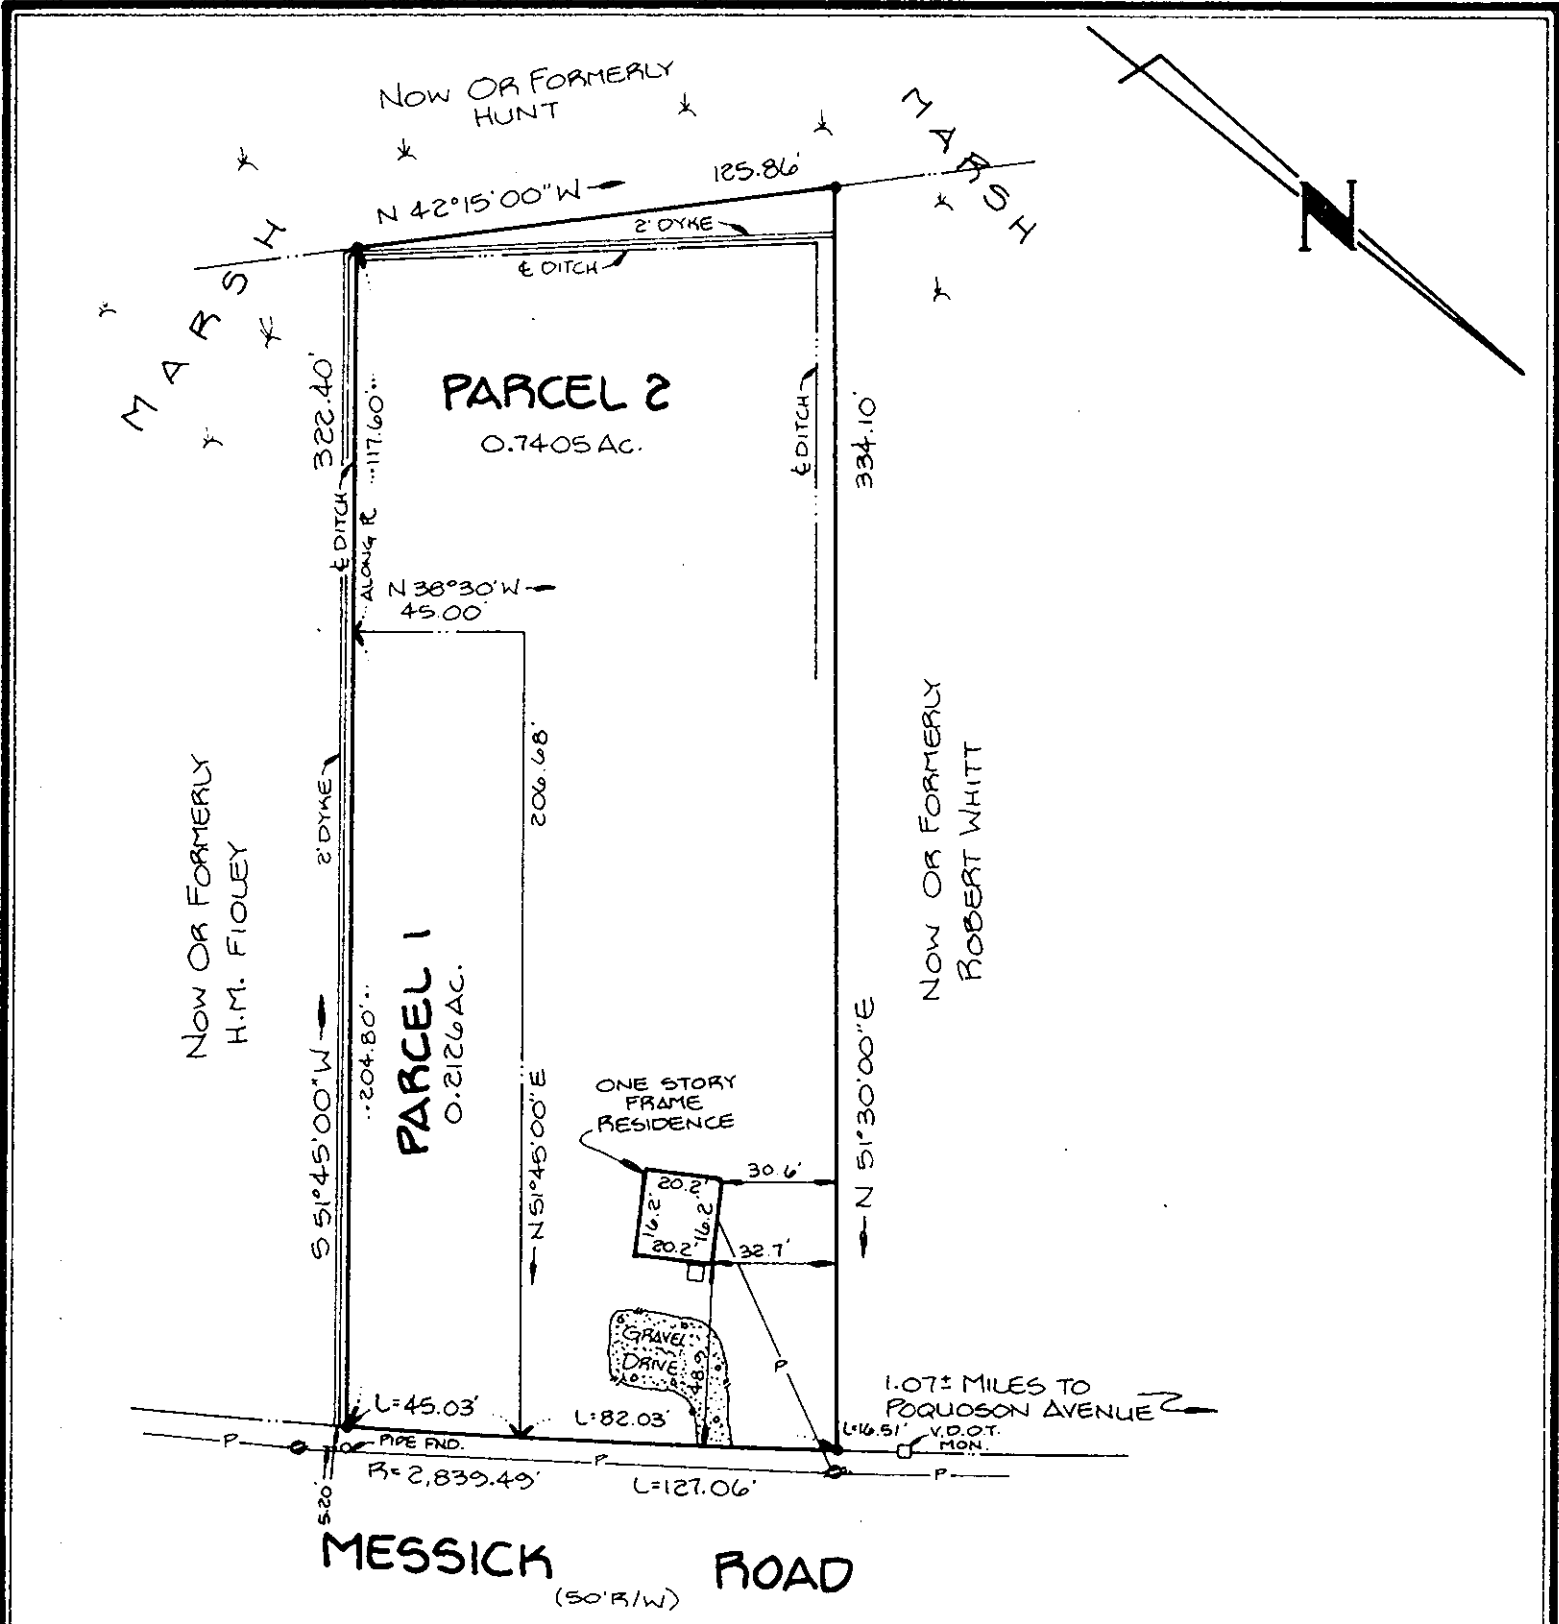 NOW OR FORMERLY
HUNT
MARSH
N 42°15'00"W
125.86'
2' DYKE
℄ DITCH
N
MARSH
322.40'
℄ DITCH
ALONG ℄
117.60'
PARCEL 2
0.7405 AC.
℄ DITCH
334.10'
N 38°30'W
45.00'
206.68'
2' DYKE
NOW OR FORMERLY
H.M. FIOLEY
NOW OR FORMERLY
ROBERT WHITT
S 51°45'00"W
204.80'
PARCEL 1
0.2126 AC.
N 51°45'00"E
N 51°30'00"E
ONE STORY
FRAME
RESIDENCE
30.6'
20.2'
16.2'
16.2'
20.2'
32.7'
GRAVEL
DRIVE
48.9
P
1.07± MILES TO
POQUOSON AVENUE
L=45.03'
L=82.03'
L=16.51'
V.D.O.T.
MON.
P
PIPE FND.
P
P
R=2,839.49'
L=127.06'
5.20'
MESSICK ROAD
(50'R/W)